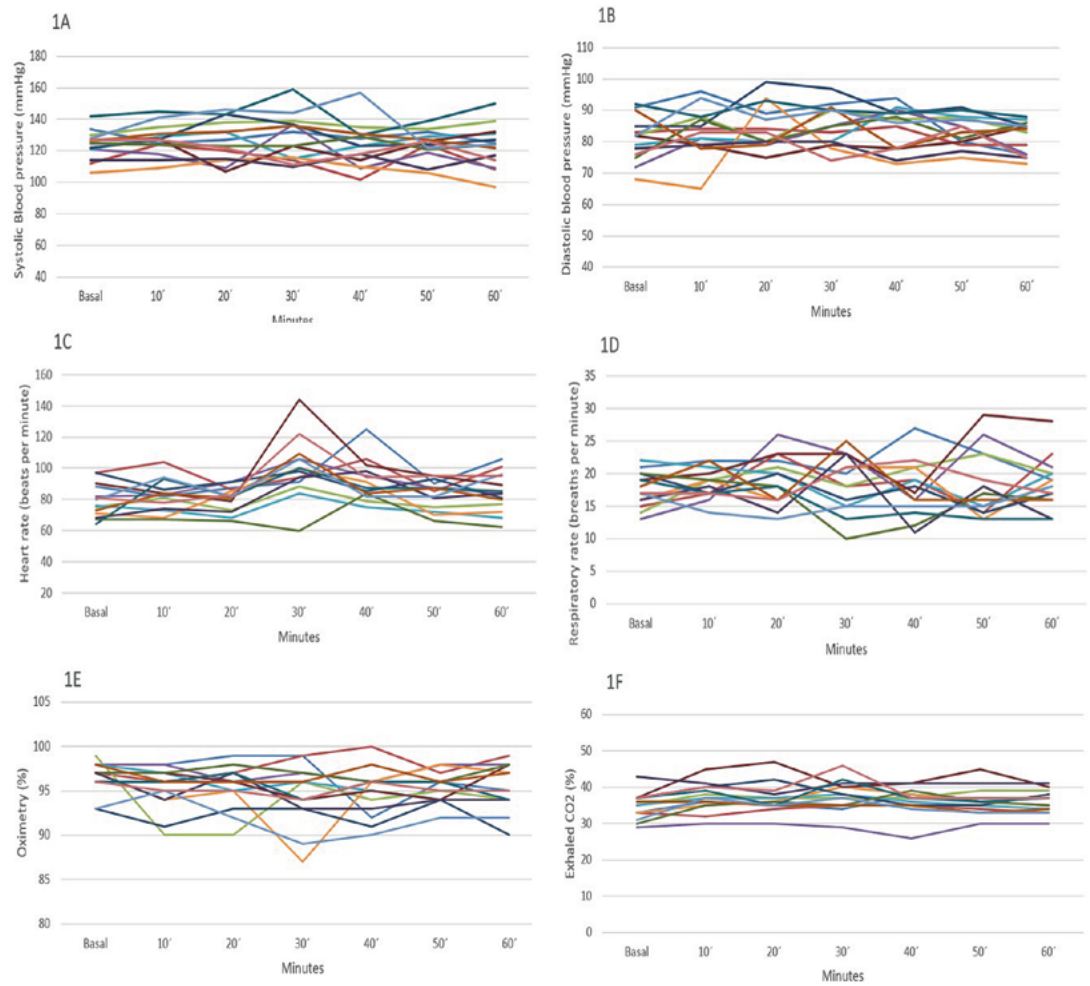 1A
Systolic Blood pressure (mmHg)
180
160
140
120
100
80
60
40
Basal 10´ 20´ 30´ 40´ 50´ 60´
Minutes
1B
Diastolic blood pressure (mmHg)
110
100
90
80
70
60
50
40
Basal 10´ 20´ 30´ 40´ 50´ 60´
Minutes
1C
Heart rate (beats per minute)
160
140
120
100
80
60
40
20
Basal 10´ 20´ 30´ 40´ 50´ 60´
Minutes
1D
Respiratory rate (breaths per minute)
35
30
25
20
15
10
5
0
Basal 10´ 20´ 30´ 40´ 50´ 60´
Minutes
1E
Oximetry (%)
105
100
95
90
85
80
Basal 10´ 20´ 30´ 40´ 50´ 60´
Minutes
1F
Exhaled CO2 (%)
60
50
40
30
20
10
0
Basal 10´ 20´ 30´ 40´ 50´ 60´
Minutes